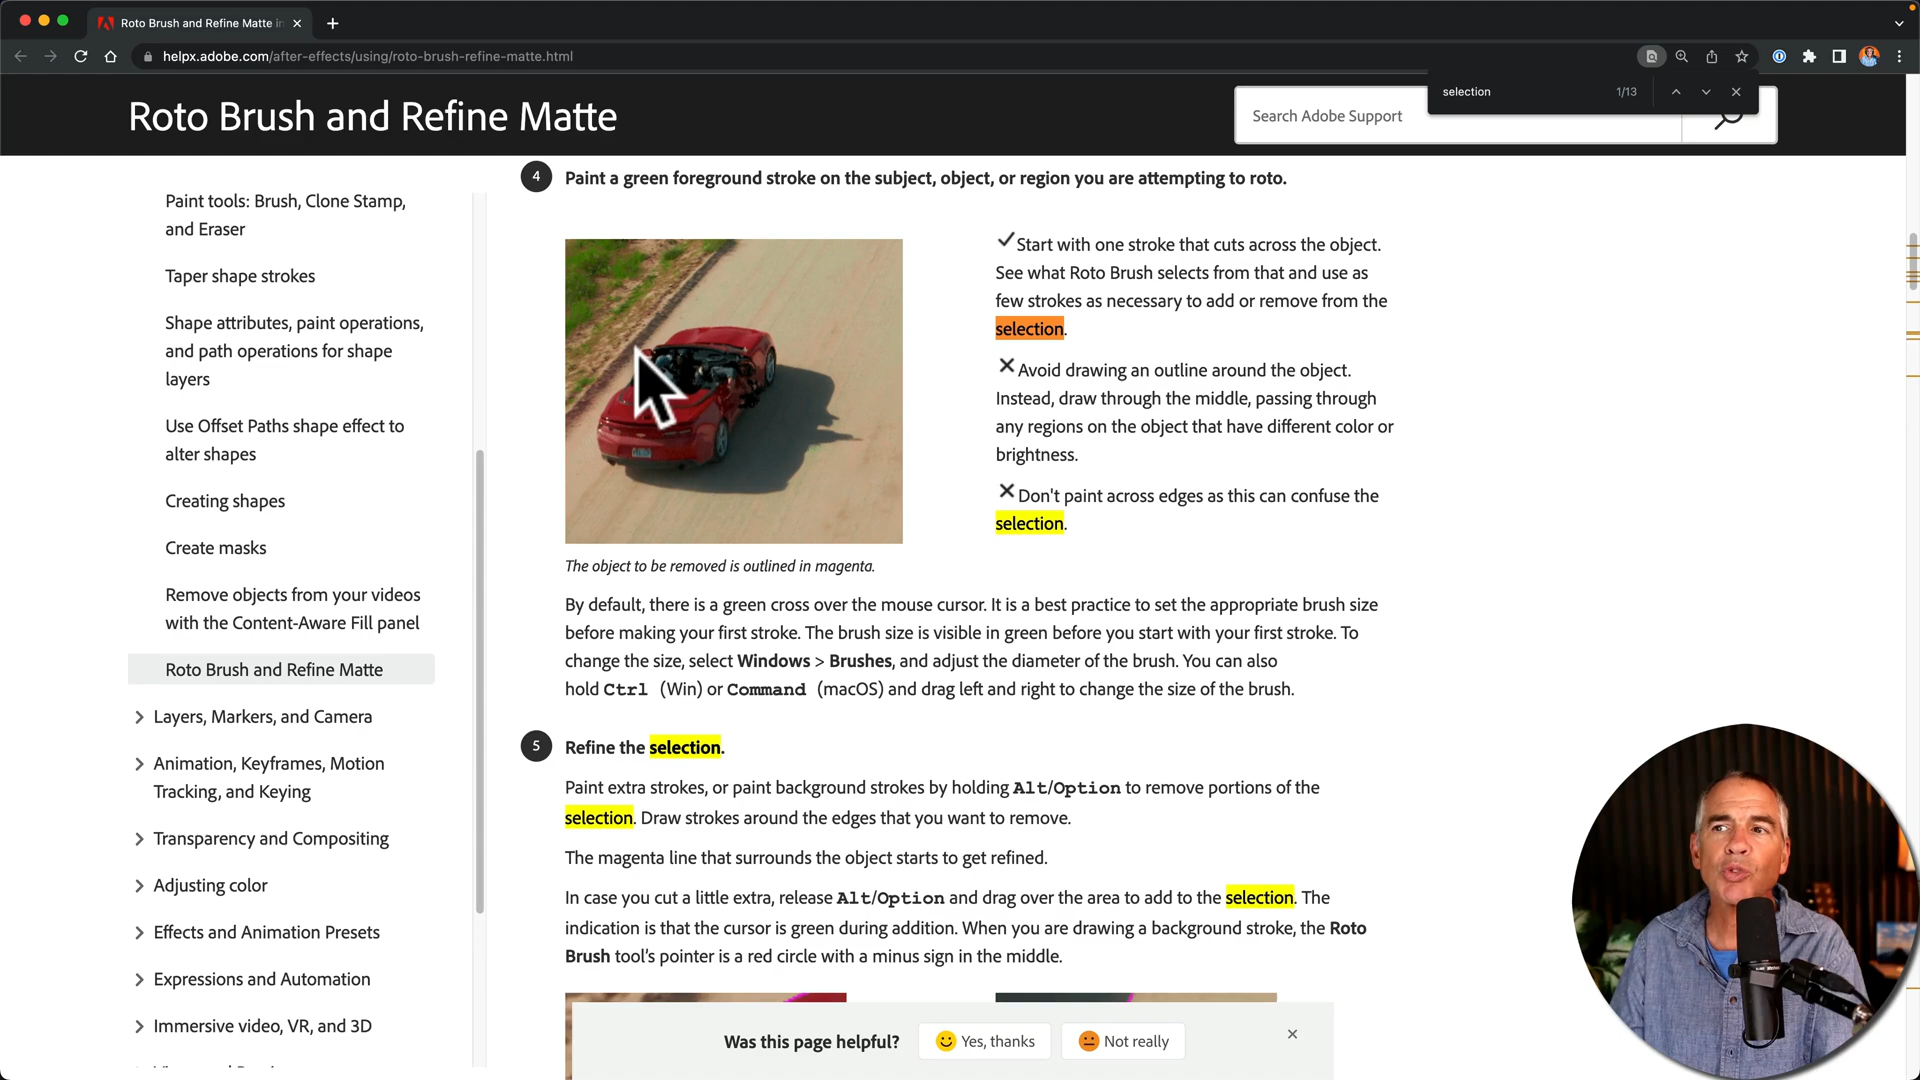 Roto Brush and Refine Matte in
helpx.adobe.com/after-effects/using/roto-brush-refine-matte.html
selection 1/13
Roto Brush and Refine Matte
Search Adobe Support
Paint tools: Brush, Clone Stamp,
and Eraser
Taper shape strokes
Shape attributes, paint operations,
and path operations for shape
layers
Use Offset Paths shape effect to
alter shapes
Creating shapes
Create masks
Remove objects from your videos
with the Content-Aware Fill panel
Roto Brush and Refine Matte
Layers, Markers, and Camera
Animation, Keyframes, Motion
Tracking, and Keying
Transparency and Compositing
Adjusting color
Effects and Animation Presets
Expressions and Automation
Immersive video, VR, and 3D
4 Paint a green foreground stroke on the subject, object, or region you are attempting to roto.
Start with one stroke that cuts across the object.
See what Roto Brush selects from that and use as
few strokes as necessary to add or remove from the
selection.
Avoid drawing an outline around the object.
Instead, draw through the middle, passing through
any regions on the object that have different color or
brightness.
Don't paint across edges as this can confuse the
selection.
The object to be removed is outlined in magenta.
By default, there is a green cross over the mouse cursor. It is a best practice to set the appropriate brush size
before making your first stroke. The brush size is visible in green before you start with your first stroke. To
change the size, select Windows > Brushes, and adjust the diameter of the brush. You can also
hold Ctrl (Win) or Command (macOS) and drag left and right to change the size of the brush.
5 Refine the selection.
Paint extra strokes, or paint background strokes by holding Alt/Option to remove portions of the
selection. Draw strokes around the edges that you want to remove.
The magenta line that surrounds the object starts to get refined.
In case you cut a little extra, release Alt/Option and drag over the area to add to the selection. The
indication is that the cursor is green during addition. When you are drawing a background stroke, the Roto
Brush tool's pointer is a red circle with a minus sign in the middle.
Was this page helpful? Yes, thanks Not really